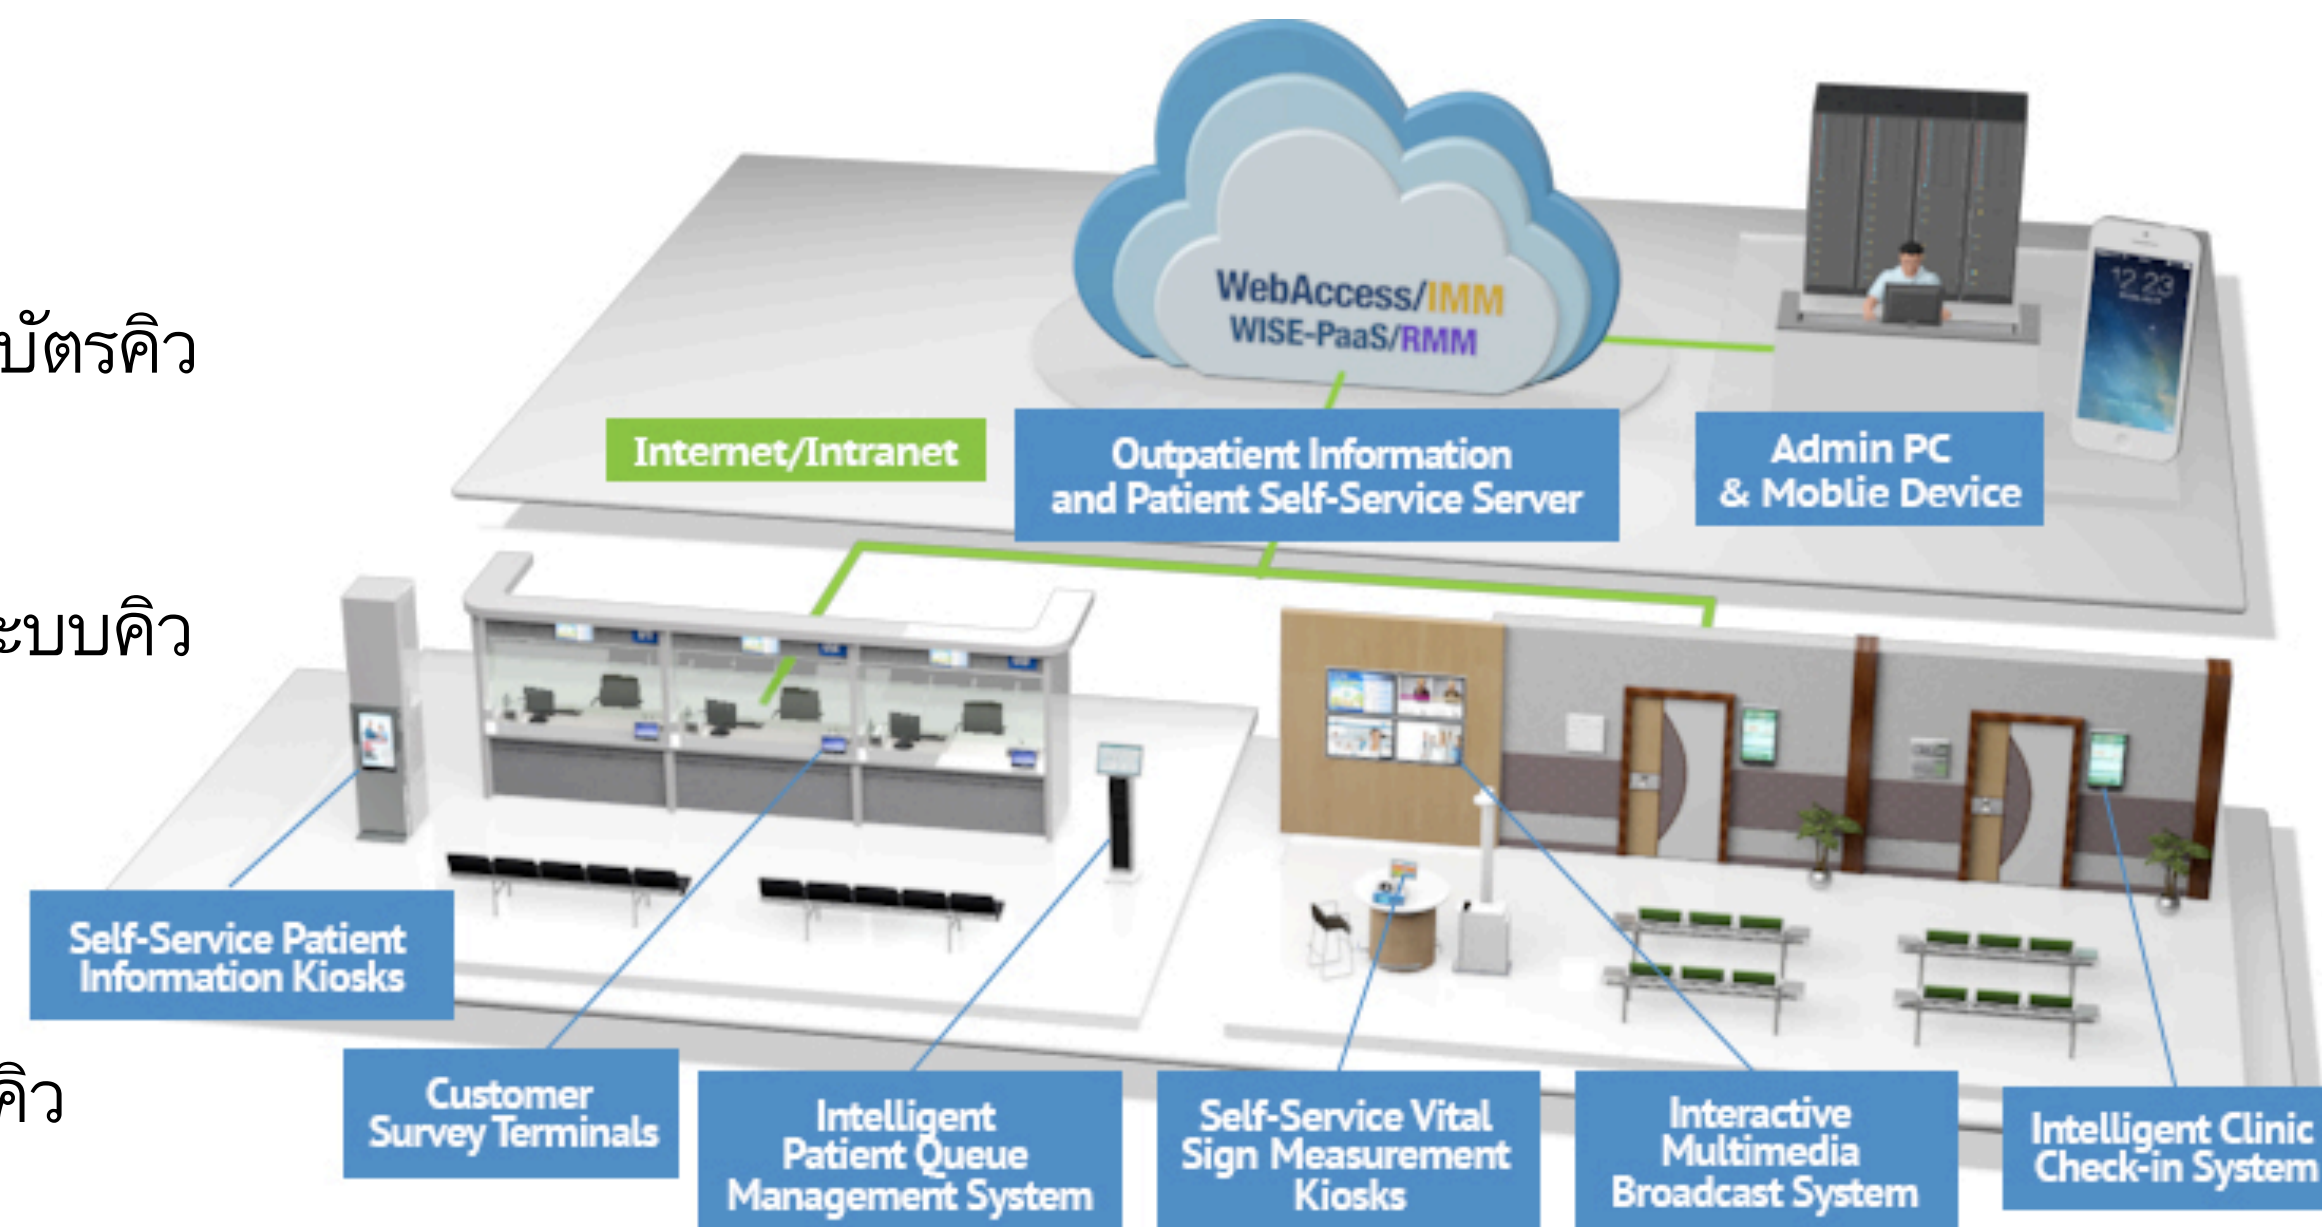 WebAccess/IMM
WISE-PaaS/RMM
12:23
บัตรคิว
Internet/Intranet
Outpatient Information
and Patient Self-Service Server
Admin PC
& Moblie Device
ะบบคิว
Self-Service Patient
Information Kiosks
คิว
Customer
Survey Terminals
Intelligent
Patient Queue
Management System
Self-Service Vital
Sign Measurement
Kiosks
Interactive
Multimedia
Broadcast System
Intelligent Clinic
Check-in System